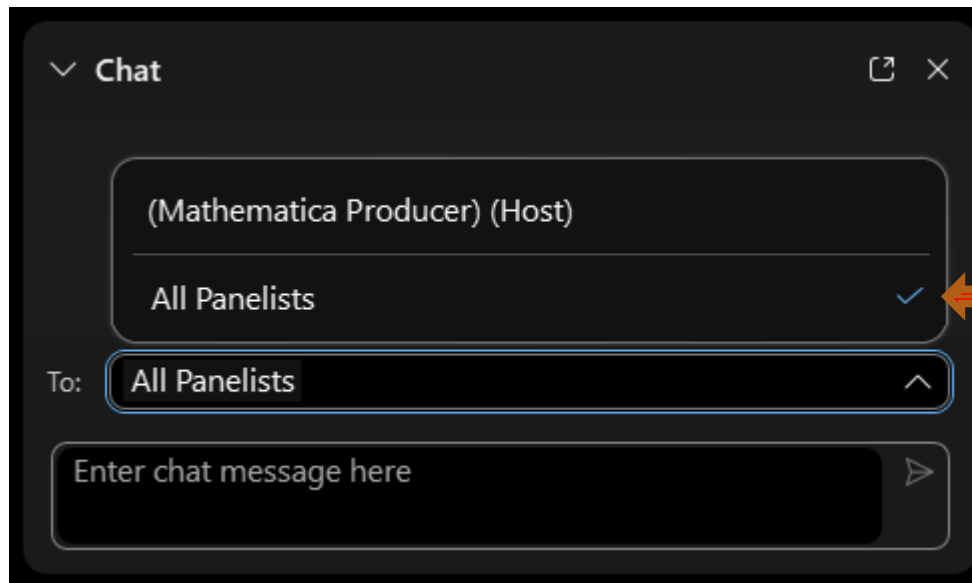 Chat
(Mathematica Producer) (Host)
All Panelists
To: All Panelists
Enter chat message here